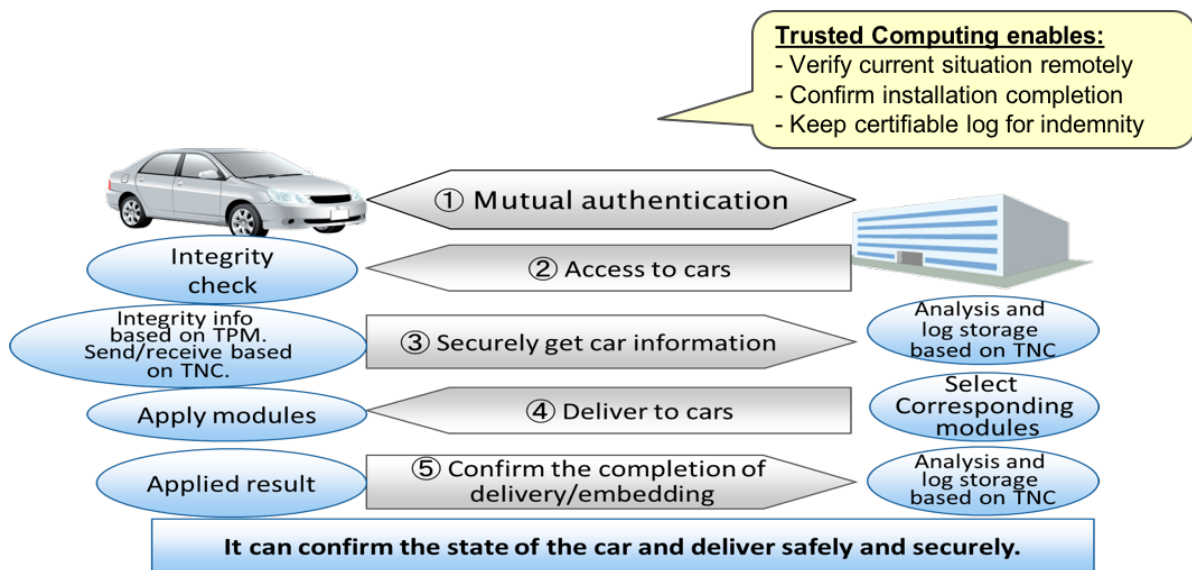 Trusted Computing enables:
- Verify current situation remotely
- Confirm installation completion
- Keep certifiable log for indemnity
① Mutual authentication
Integrity
check
② Access to cars
Integrity info
based on TPM.
Send/receive based
on TNC.
③ Securely get car information
Analysis and
log storage
based on TNC
Apply modules
④ Deliver to cars
Select
Corresponding
modules
Applied result
⑤ Confirm the completion of
delivery/embedding
Analysis and
log storage
based on TNC
It can confirm the state of the car and deliver safely and securely.